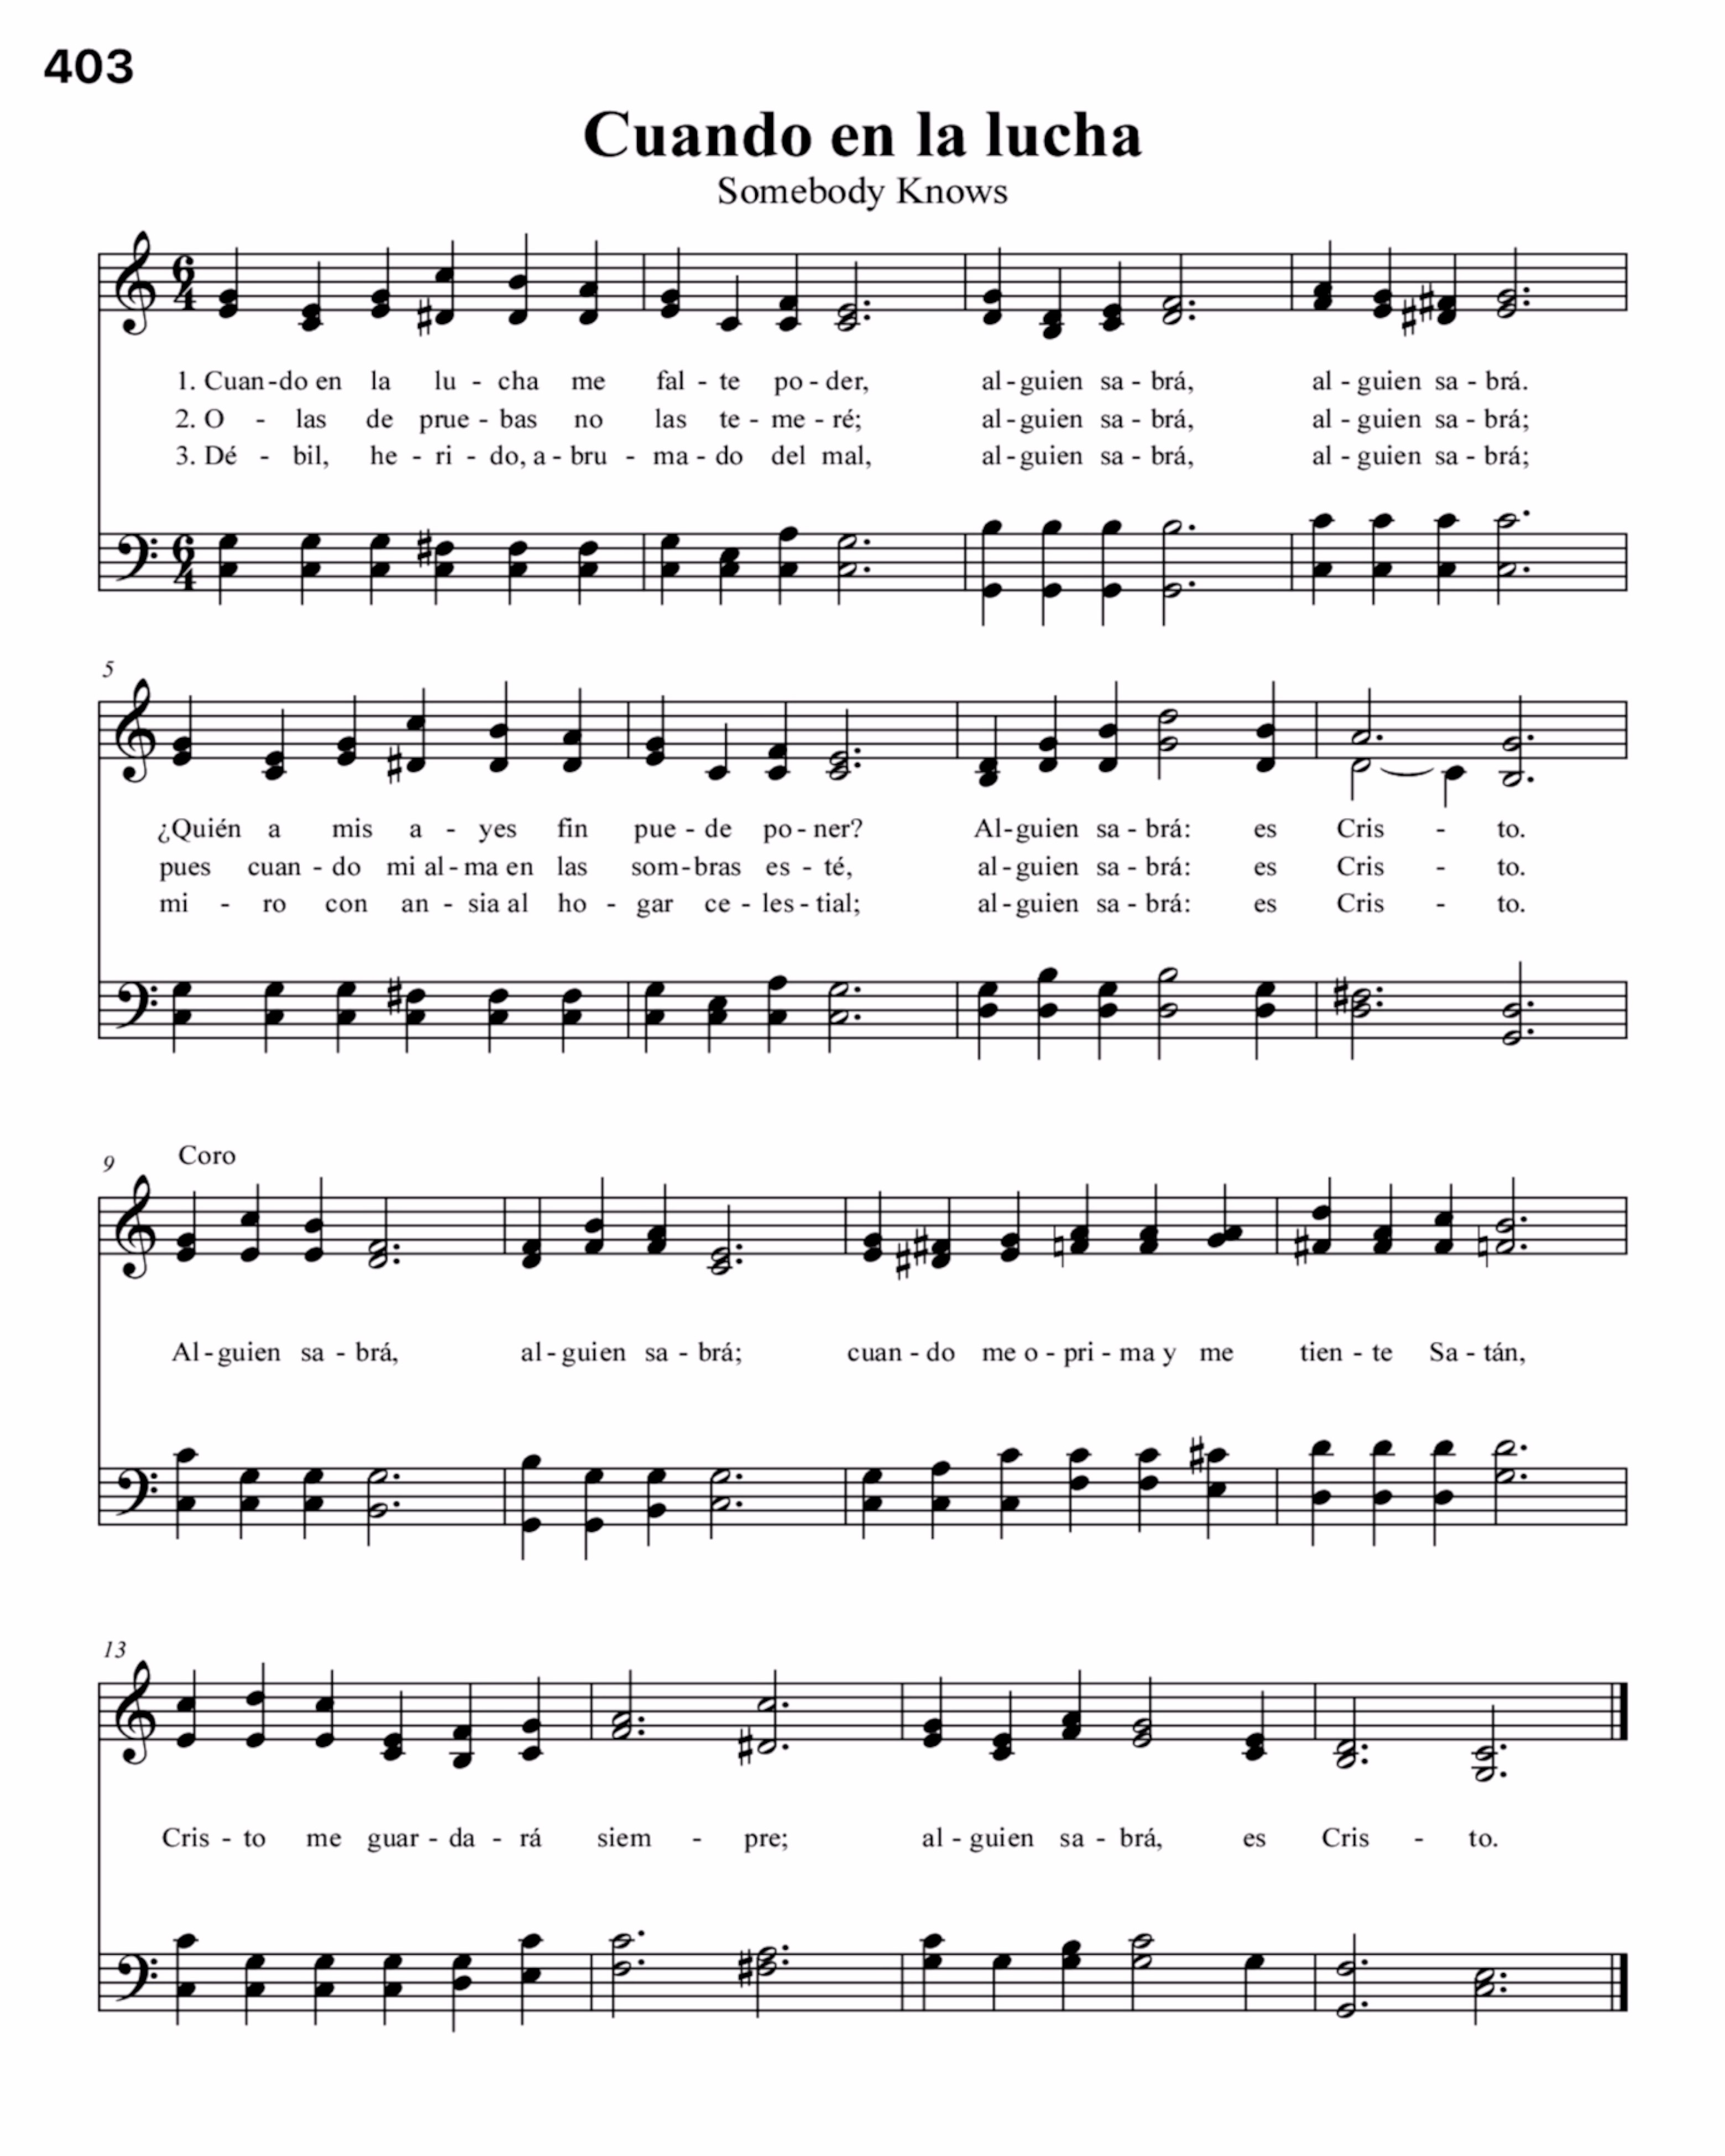 403
Cuando en la lucha
Somebody Knows
6/4
1. Cuan-do en la lu - cha me fal - te po - der, al - guien sa - brá, al - guien sa - brá.
2. O - las de prue - bas no las te - me - ré; al - guien sa - brá, al - guien sa - brá;
3. Dé - bil, he - ri - do, a - bru - ma - do del mal, al - guien sa - brá, al - guien sa - brá;
6/4
5
¿Quién a mis a - yes fin pue - de po - ner? Al - guien sa - brá: es Cris - to.
pues cuan - do mi al - ma en las som - bras es - té, al - guien sa - brá: es Cris - to.
mi - ro con an - sia al ho - gar ce - les - tial; al - guien sa - brá: es Cris - to.
9
Coro
Al - guien sa - brá, al - guien sa - brá; cuan - do me o - pri - ma y me tien - te Sa - tán,
13
Cris - to me guar - da - rá siem - pre; al - guien sa - brá, es Cris - to.